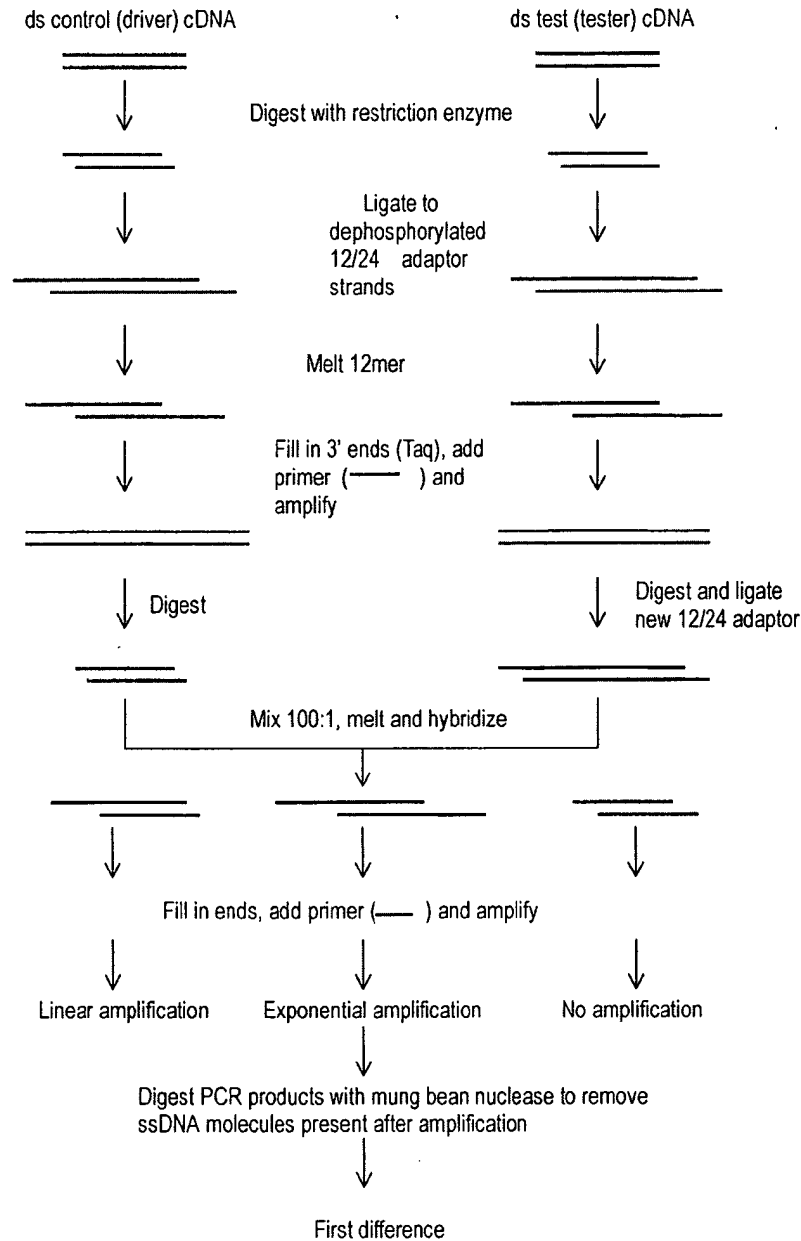 ds control (driver) cDNA
ds test (tester) cDNA
Digest with restriction enzyme
Ligate to
dephosphorylated
12/24 adaptor
strands
Melt 12mer
Fill in 3' ends (Taq), add
primer ( ) and
amplify
Digest
Digest and ligate
new 12/24 adaptor
Mix 100:1, melt and hybridize
Fill in ends, add primer ( ) and amplify
Linear amplification
Exponential amplification
No amplification
Digest PCR products with mung bean nuclease to remove
ssDNA molecules present after amplification
First difference